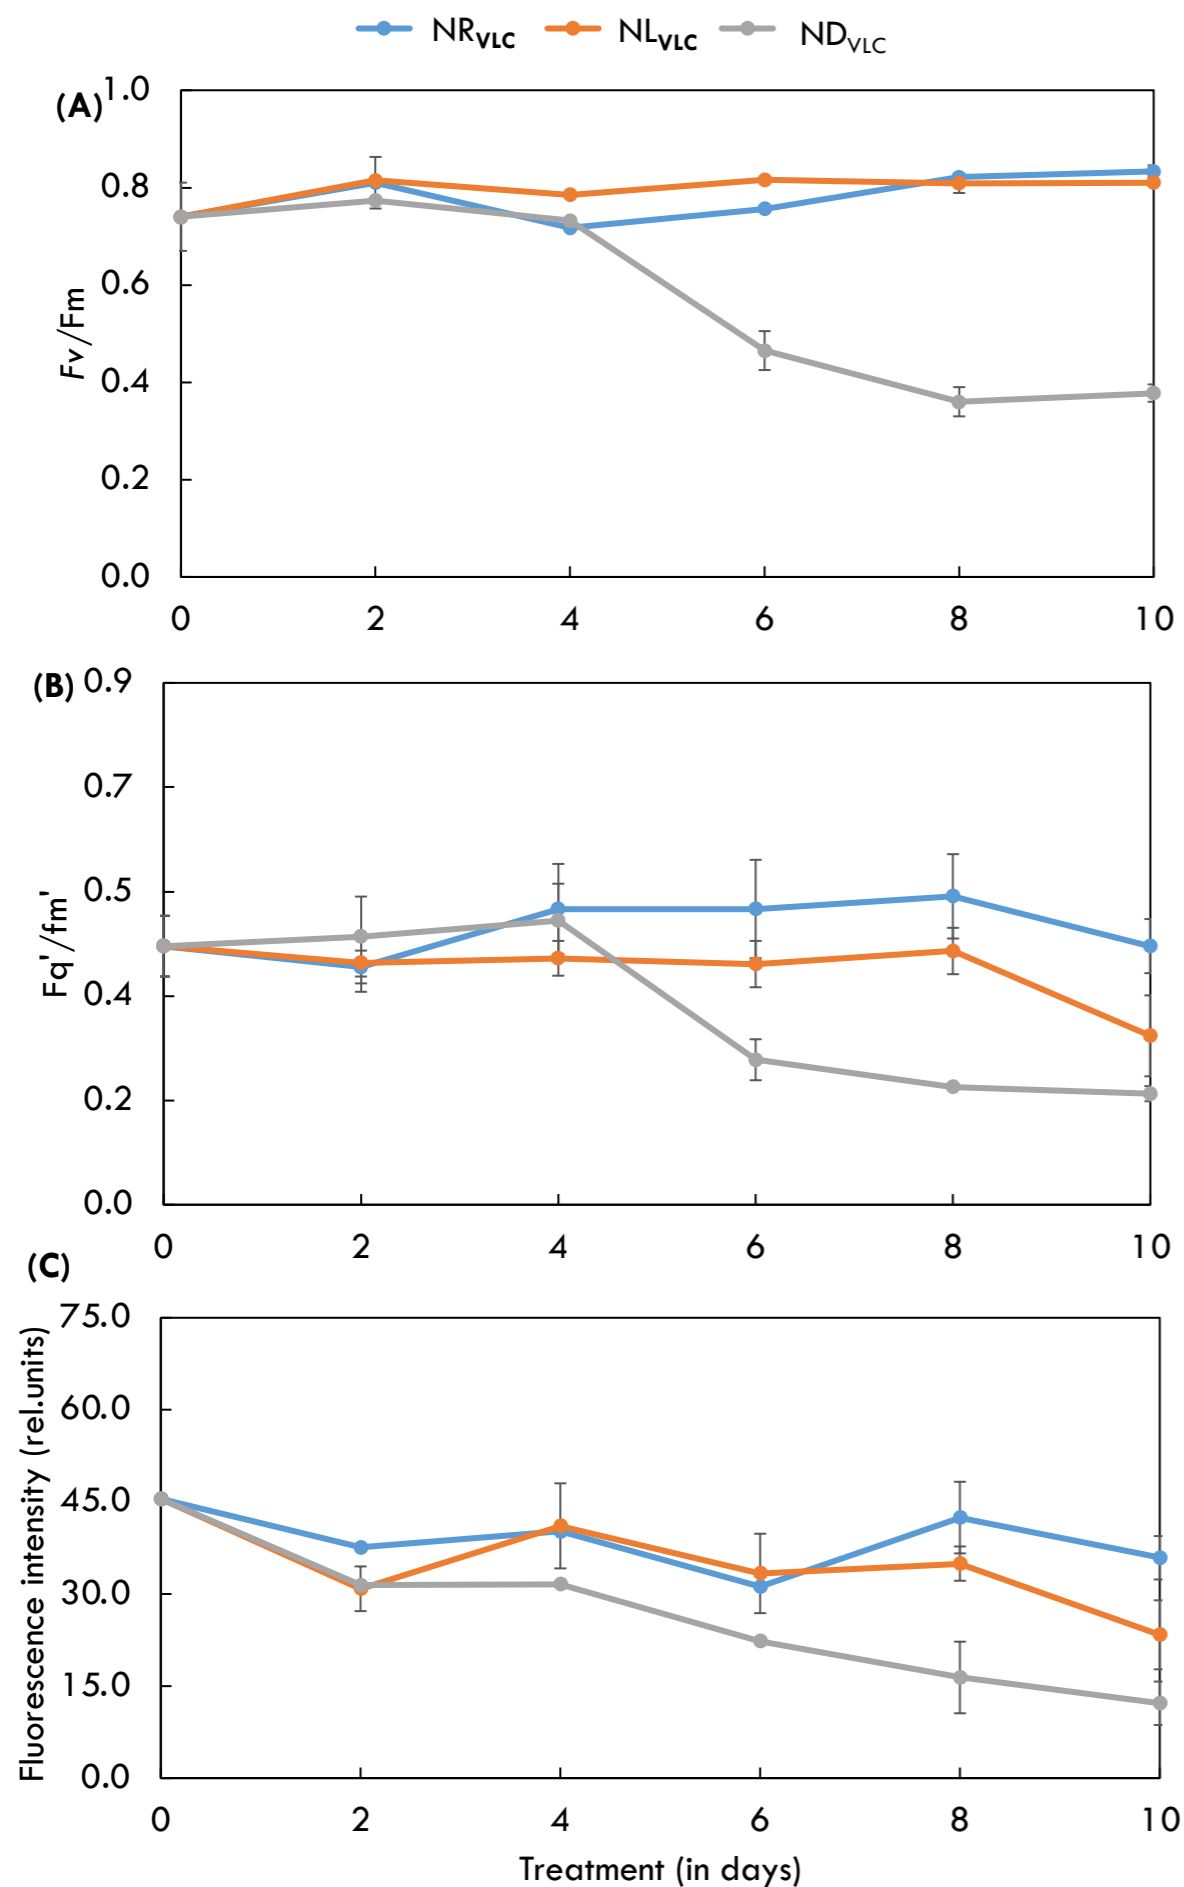 NRVLC NLVLC NDVLC
(A)
1.0
0.8
0.6
0.4
0.2
0.0
Fv/Fm
0 2 4 6 8 10
(B)
0.9
0.7
0.5
0.4
0.2
0.0
Fq'/fm'
0 2 4 6 8 10
(C)
75.0
60.0
45.0
30.0
15.0
0.0
Fluorescence intensity (rel.units)
0 2 4 6 8 10
Treatment (in days)